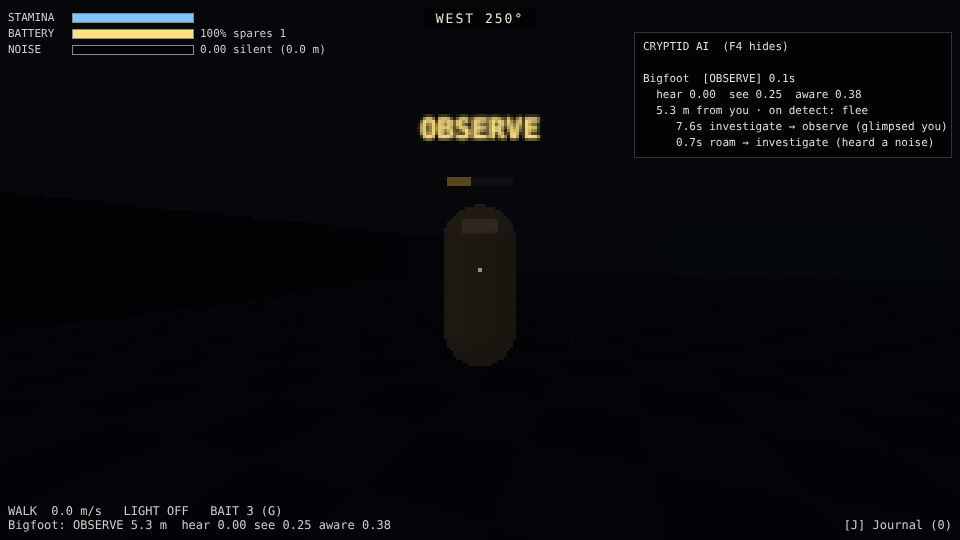 STAMINA
BATTERY 100% spares 1
NOISE 0.00 silent (0.0 m)
WEST 250°
CRYPTID AI (F4 hides)
Bigfoot [OBSERVE] 0.1s
hear 0.00 see 0.25 aware 0.38
5.3 m from you · on detect: flee
7.6s investigate → observe (glimpsed you)
0.7s roam → investigate (heard a noise)
OBSERVE
WALK 0.0 m/s LIGHT OFF BAIT 3 (G)
Bigfoot: OBSERVE 5.3 m hear 0.00 see 0.25 aware 0.38
[J] Journal (0)